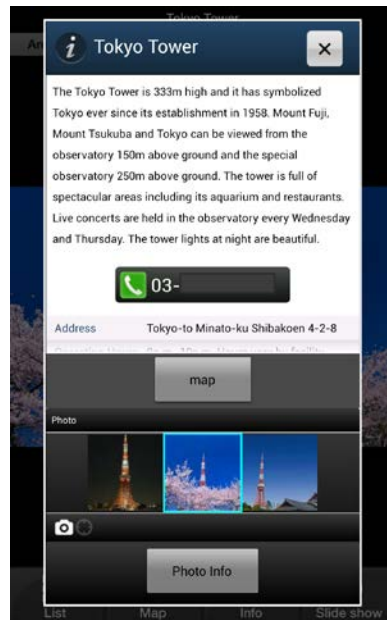 Tokyo Tower
An
i Tokyo Tower
The Tokyo Tower is 333m high and it has symbolized
Tokyo ever since its establishment in 1958. Mount Fuji,
Mount Tsukuba and Tokyo can be viewed from the
observatory 150m above ground and the special
observatory 250m above ground. The tower is full of
spectacular areas including its aquarium and restaurants.
Live concerts are held in the observatory every Wednesday
and Thursday. The tower lights at night are beautiful.
03-
Address Tokyo-to Minato-ku Shibakoen 4-2-8
map
Photo
Photo Info
List Map Info Slide show